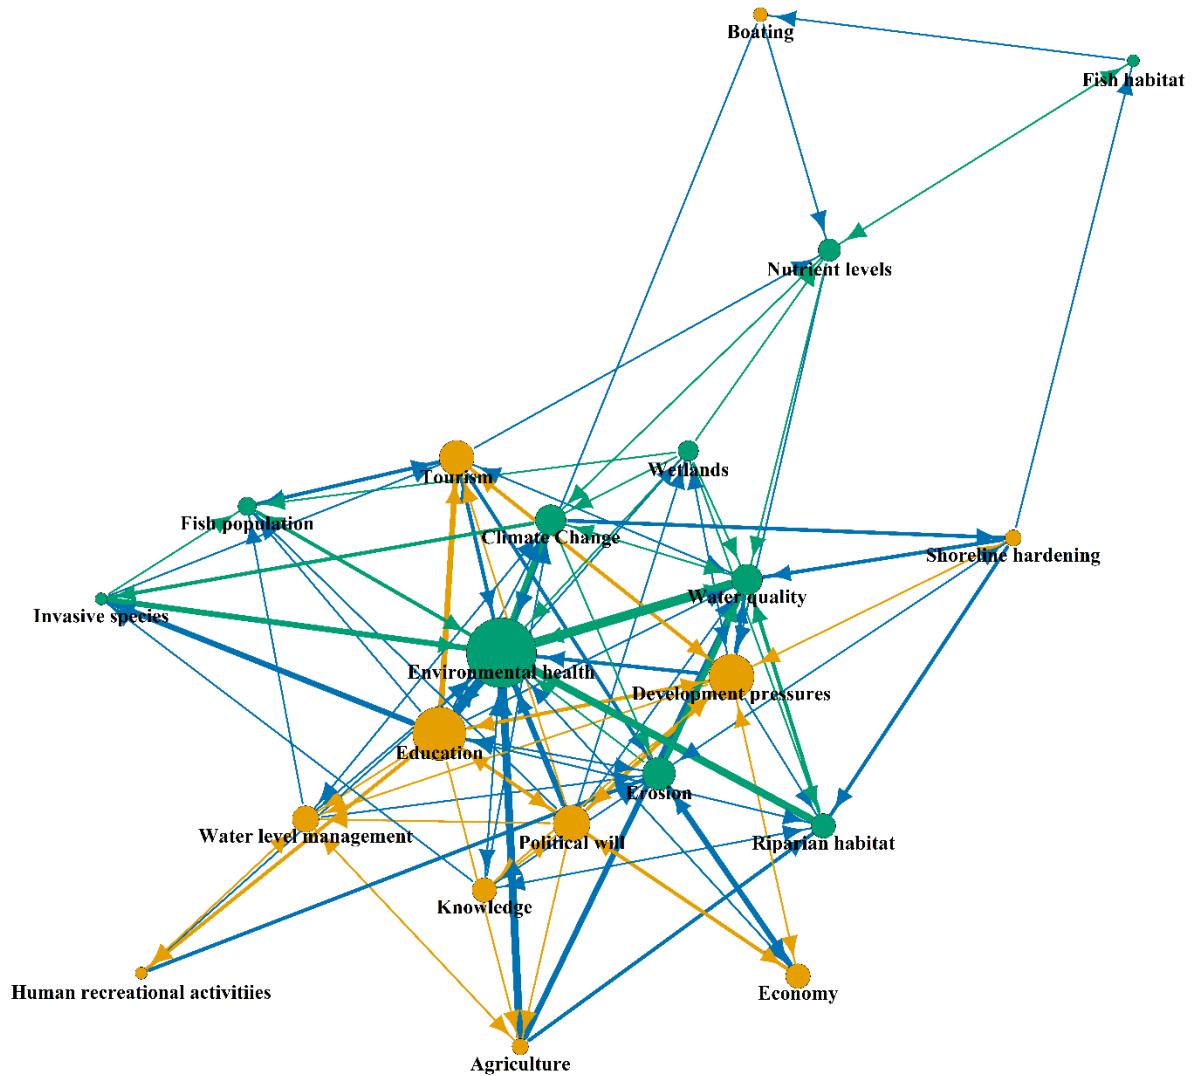 Boating
Fish habitat
Nutrient levels
Wetlands
Tourism
Fish population
Climate Change
Shoreline hardening
Water quality
Invasive species
Environmental health
Development pressures
Education
Erosion
Water level management
Political will
Riparian habitat
Knowledge
Human recreational activitiies
Economy
Agriculture